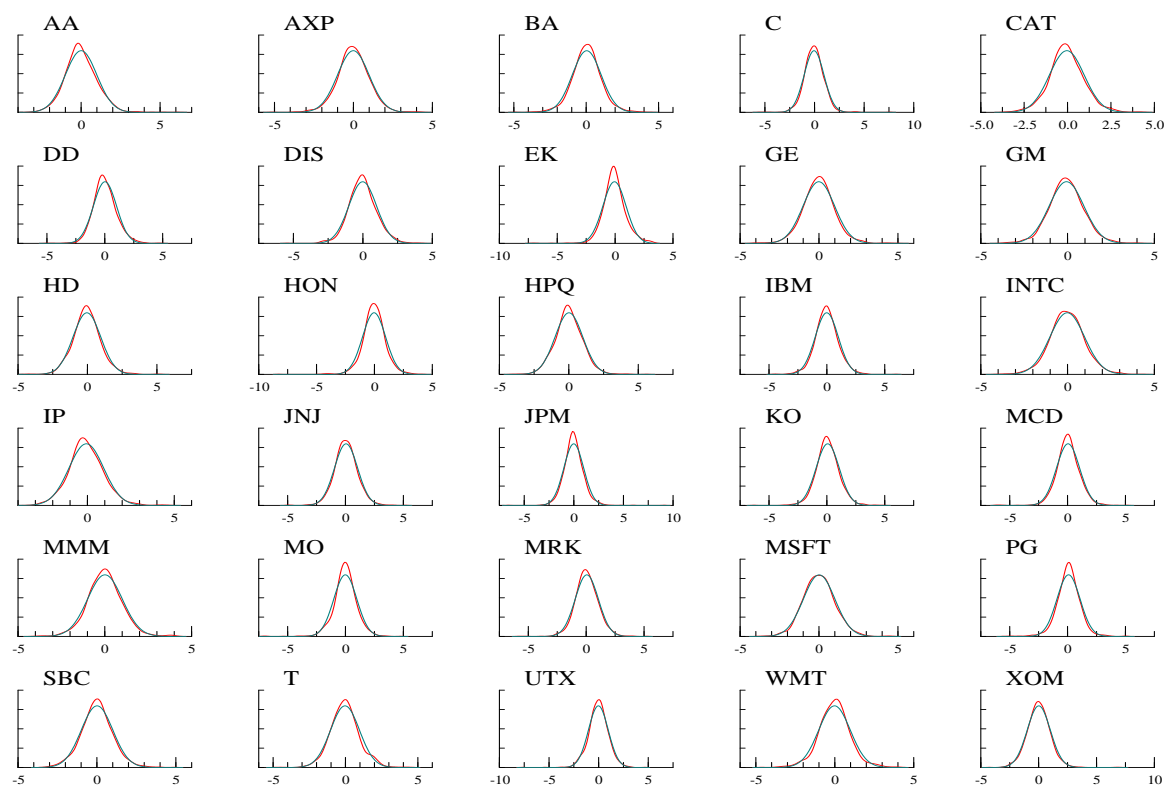 AA AXP BA C CAT
0 5 -5 0 5 -5 0 5 -5 0 5 10 -5.0 -2.5 0.0 2.5 5.0
DD DIS EK GE GM
-5 0 5 -5 0 5 -10 -5 0 5 -5 0 5 -5 0 5
HD HON HPQ IBM INTC
-5 0 5 -10 -5 0 5 -5 0 5 -5 0 5 -5 0 5
IP JNJ JPM KO MCD
0 5 -5 0 5 -5 0 5 10 -5 0 5 -5 0 5
MMM MO MRK MSFT PG
-5 0 5 -5 0 5 -5 0 5 -5 0 5 -5 0 5
SBC T UTX WMT XOM
-5 0 5 -5 0 5 -10 -5 0 5 -5 0 5 -5 0 5 10